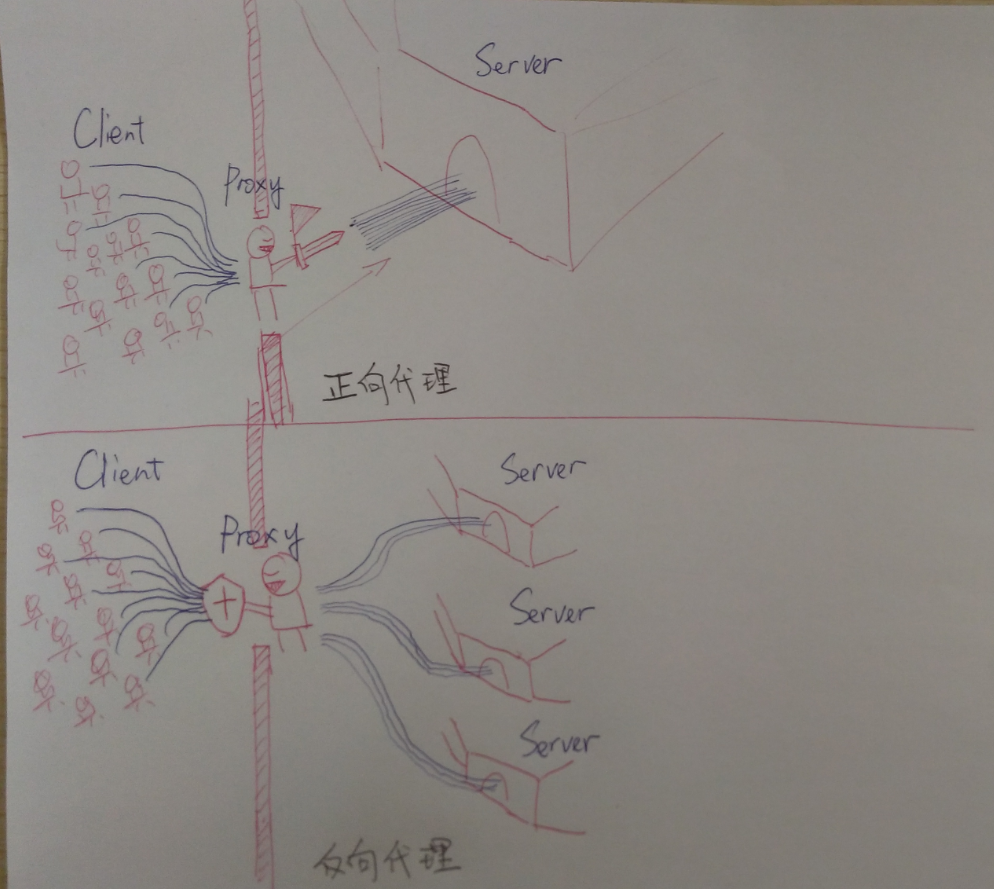 Server
Client
Proxy
正向代理
Client
Server
Proxy
Server
Server
反向代理